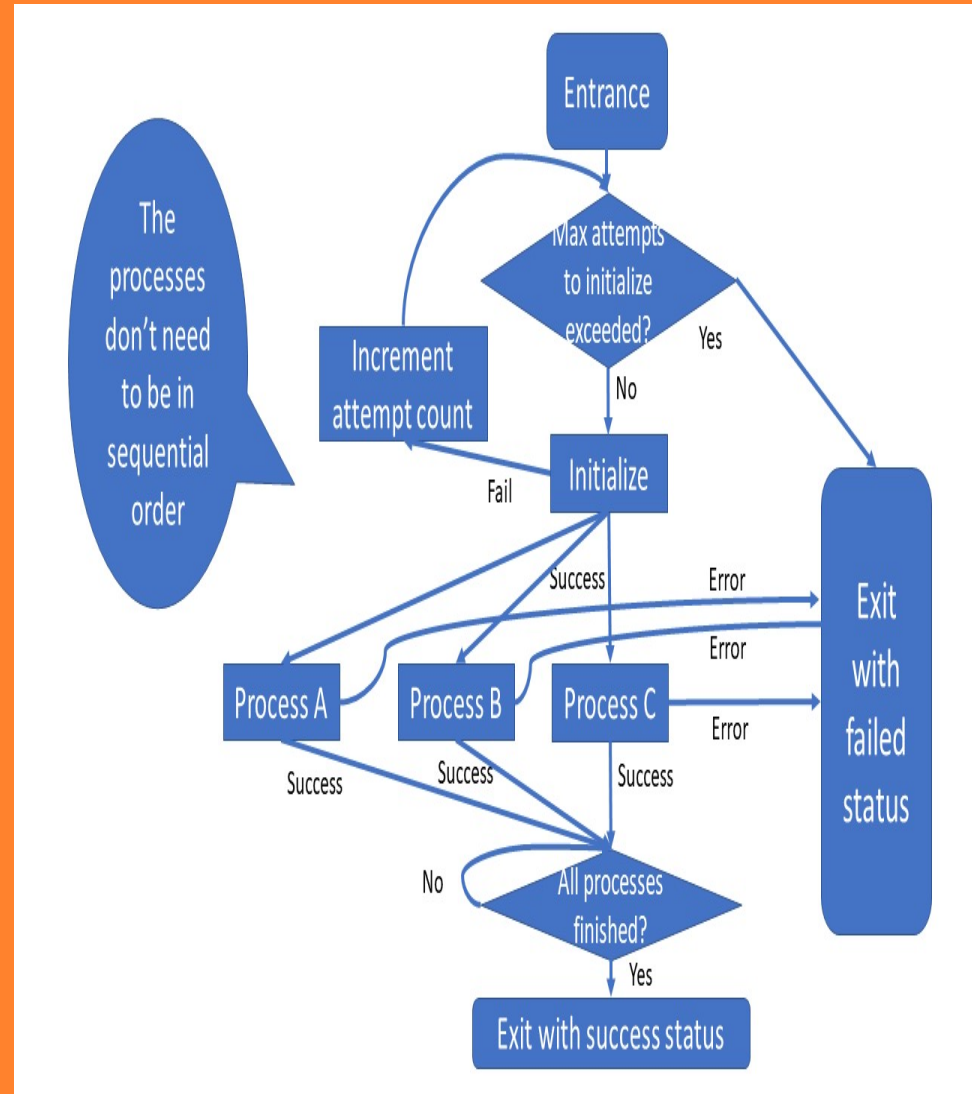 Entrance
The
processes
don't need
to be in
sequential
order
Max attempts
to initialize
exceeded?
Yes
Increment
attempt count
No
Initialize
Fail
Success
Error
Error
Exit
with
failed
status
Process A
Process B
Process C
Error
Success
Success
Success
No
All processes
finished?
Yes
Exit with success status